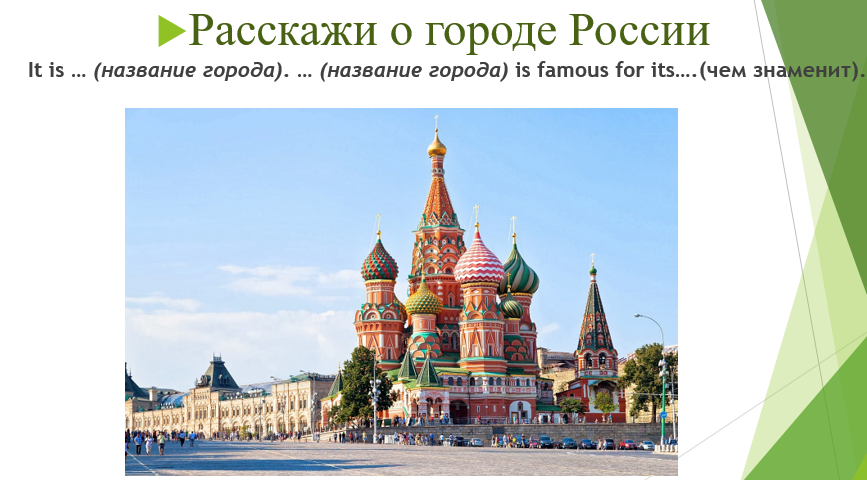 Расскажи о городе России
It is … (название города). … (название города) is famous for its….(чем знаменит).